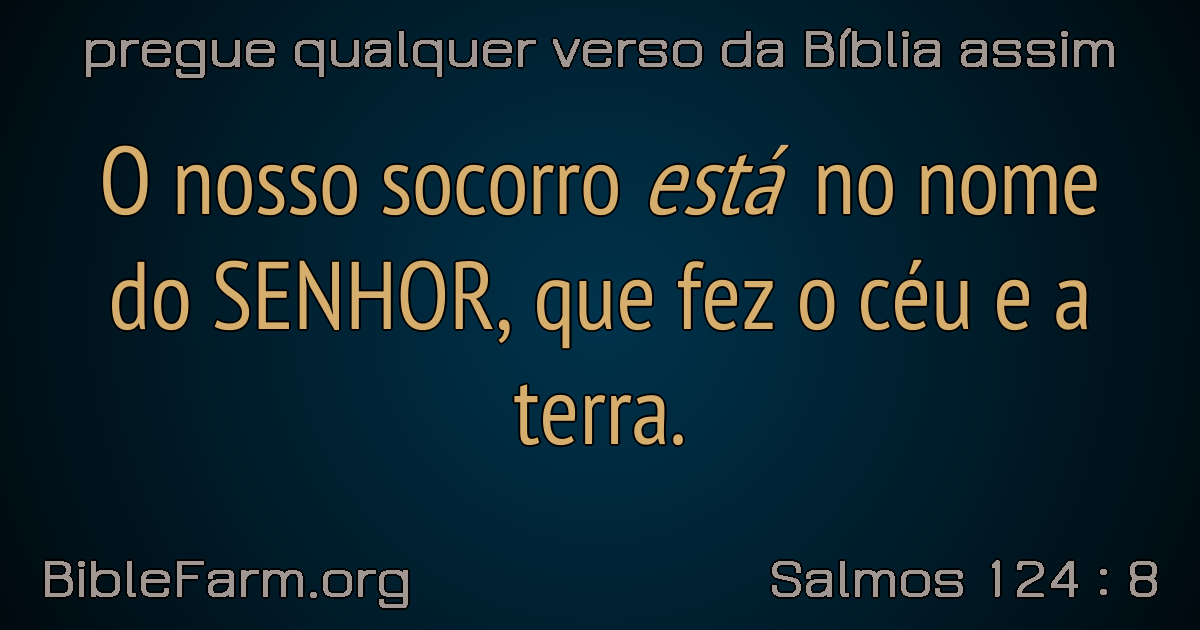 pregue qualquer verso da Bíblia assim
O nosso socorro está no nome
do SENHOR, que fez o céu e a
terra.
BibleFarm.org
Salmos 124 : 8